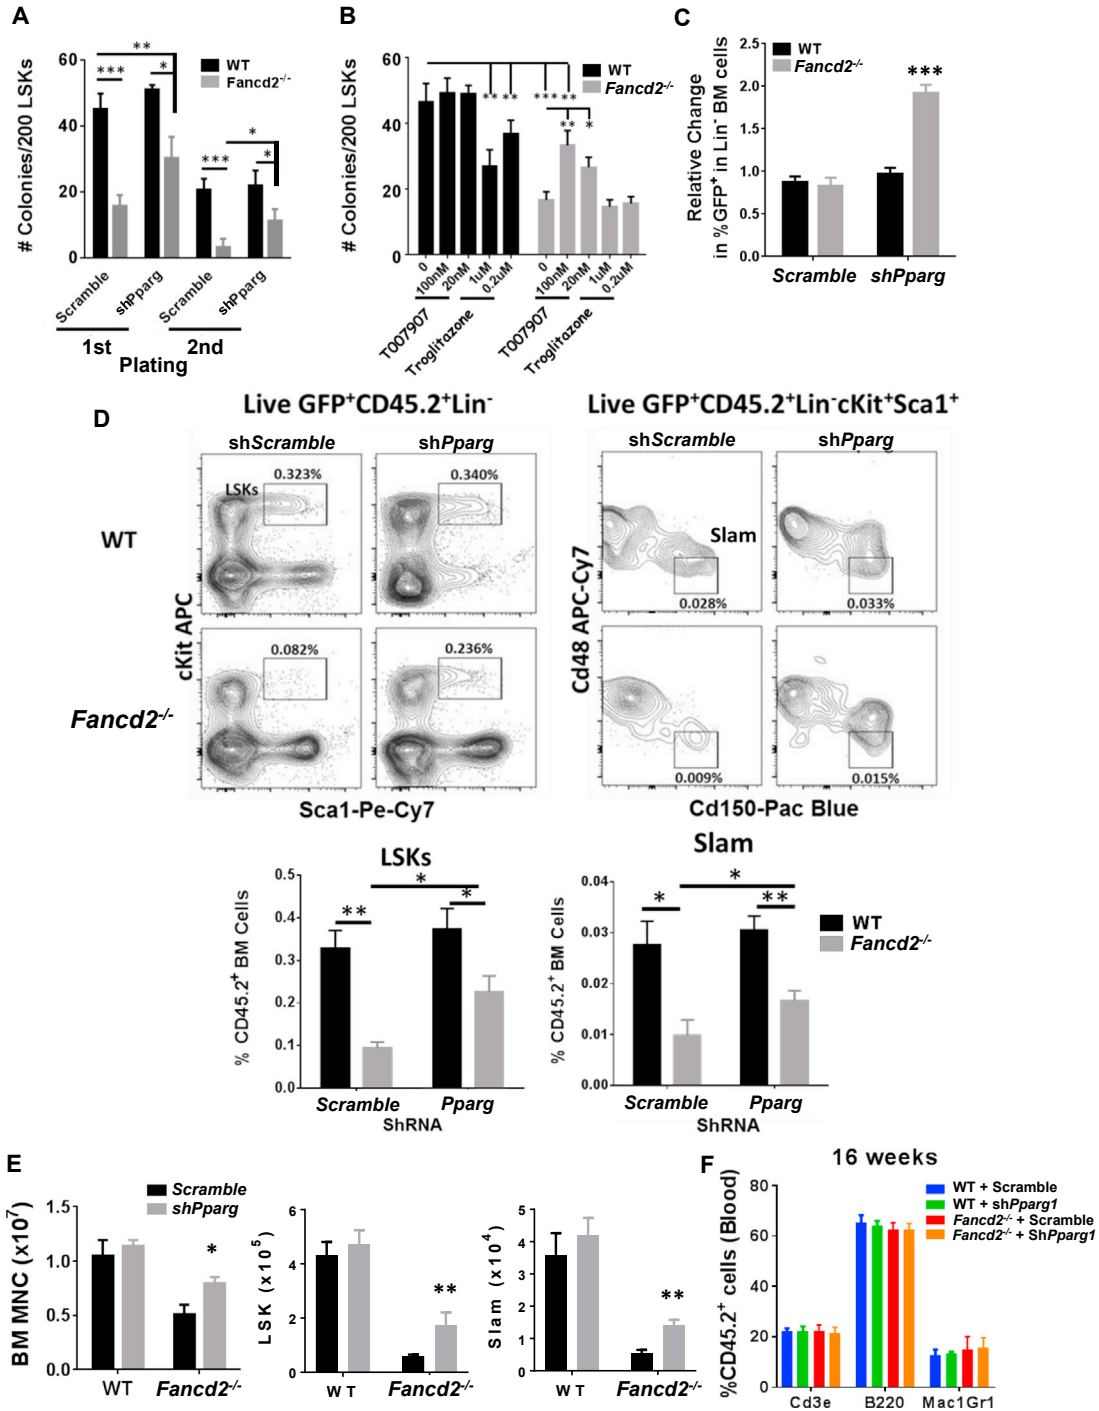 A
60
40
20
0
# Colonies/200 LSKs
**
***
*
***
*
*
WT
Fancd2-/-
Scramble
shPparg
Scramble
shPparg
1st
2nd
Plating
B
60
40
20
0
# Colonies/200 LSKs
** **
*** **
** *
WT
Fancd2-/-
0
100nM
20nM
1uM
0.2uM
0
100nM
20nM
1uM
0.2uM
TOO7907
Troglitazone
TOO7907
Troglitazone
C
2.5
2.0
1.5
1.0
0.5
0.0
Relative Change
in %GFP+ in Lin- BM cells
WT
Fancd2-/-
***
Scramble
shPparg
D
Live GFP+CD45.2+Lin-
Live GFP+CD45.2+Lin-cKit+Sca1+
shScramble
shPparg
shScramble
shPparg
WT
LSKs
0.323%
0.340%
Slam
0.028%
0.033%
Fancd2-/-
0.082%
0.236%
0.009%
0.015%
cKit APC
Cd48 APC-Cy7
Sca1-Pe-Cy7
Cd150-Pac Blue
LSKs
0.5
0.4
0.3
0.2
0.1
0.0
% CD45.2+ BM Cells
**
*
*
Scramble
Pparg
ShRNA
Slam
0.04
0.03
0.02
0.01
0.00
% CD45.2+ BM Cells
*
*
**
WT
Fancd2-/-
Scramble
Pparg
ShRNA
E
1.5
1.0
0.5
0.0
BM MNC (x10⁷)
Scramble
shPparg
*
WT
Fancd2-/-
6
4
2
0
LSK (x10⁵)
**
WT
Fancd2-/-
5
4
3
2
1
0
Slam (x10⁴)
**
WT
Fancd2-/-
F
16 weeks
80
60
40
20
0
%CD45.2+ cells (Blood)
WT + Scramble
WT + shPparg1
Fancd2-/- + Scramble
Fancd2-/- + ShPparg1
Cd3e
B220
Mac1Gr1